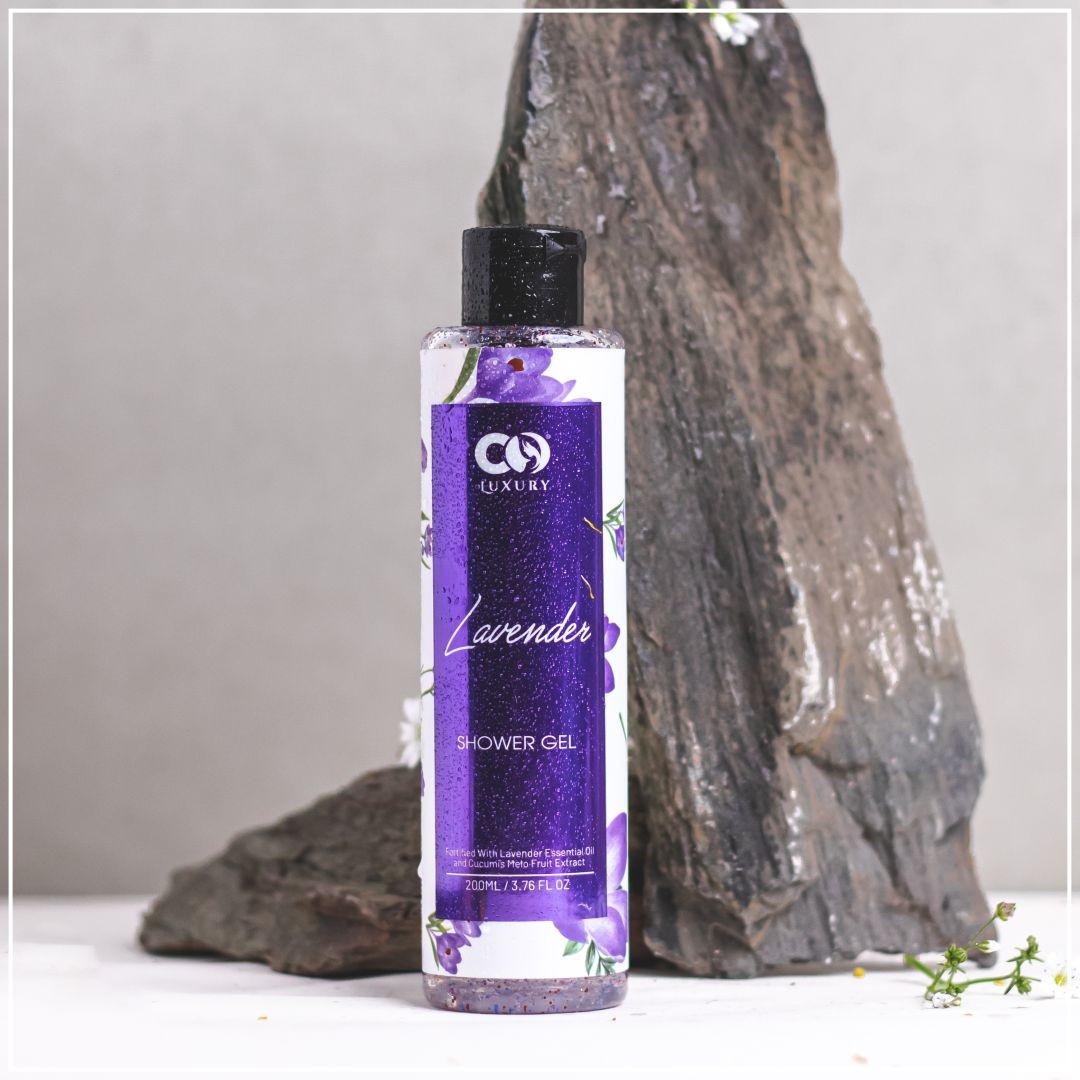 CO
LUXURY
Lavender
SHOWER GEL
Fortified With Lavender Essential Oil
and Cucumis Melo Fruit Extract
200ML / 3.76 FL OZ